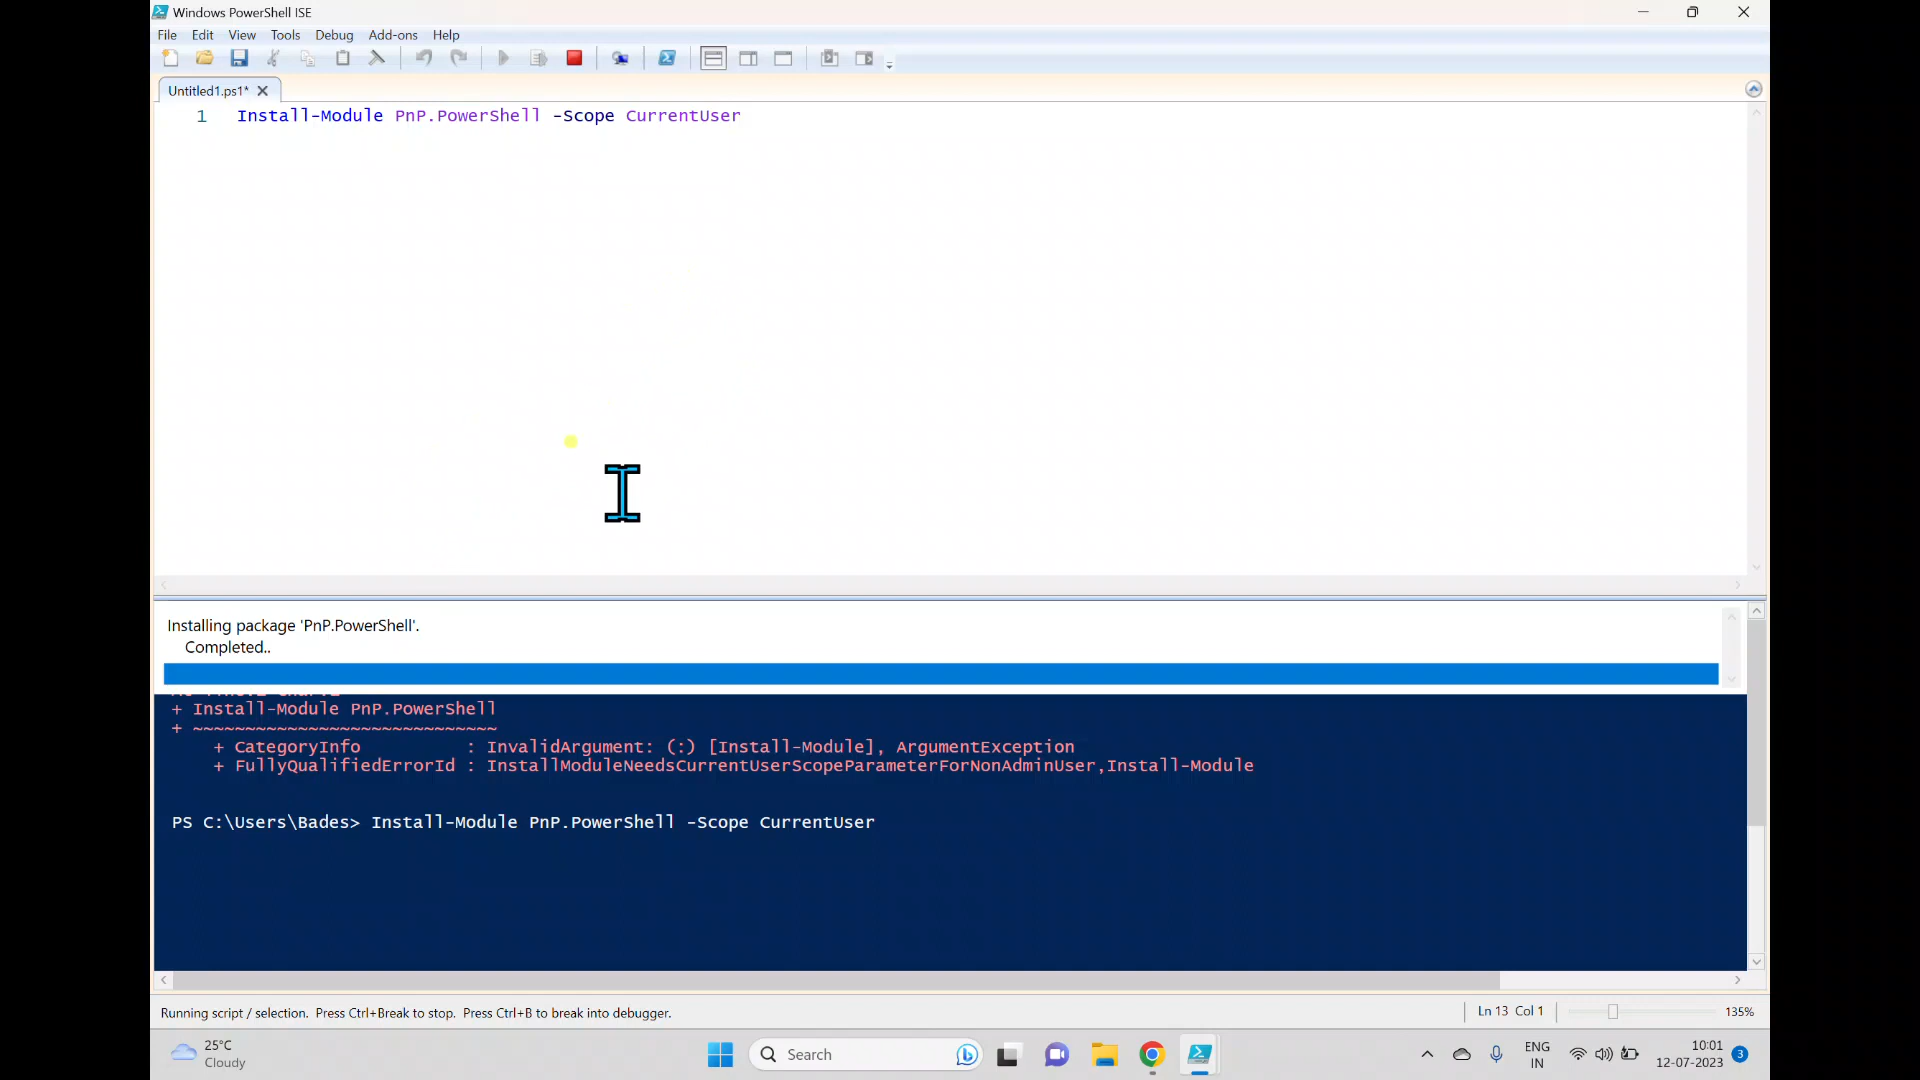 Windows PowerShell ISE
File Edit View Tools Debug Add-ons Help
Untitled1.ps1*
1 Install-Module PnP.PowerShell -Scope CurrentUser
Installing package 'PnP.PowerShell'.
Completed..
+ Install-Module PnP.PowerShell
+ ~~~~~~~~~~~~~~~~~~~~~~~~~~~~~
+ CategoryInfo : InvalidArgument: (:) [Install-Module], ArgumentException
+ FullyQualifiedErrorId : InstallModuleNeedsCurrentUserScopeParameterForNonAdminUser,Install-Module
PS C:\Users\Bades> Install-Module PnP.PowerShell -Scope CurrentUser
Running script / selection. Press Ctrl+Break to stop. Press Ctrl+B to break into debugger.
Ln 13 Col 1
135%
25°C
Cloudy
Search
ENG
IN
10:01
12-07-2023
3